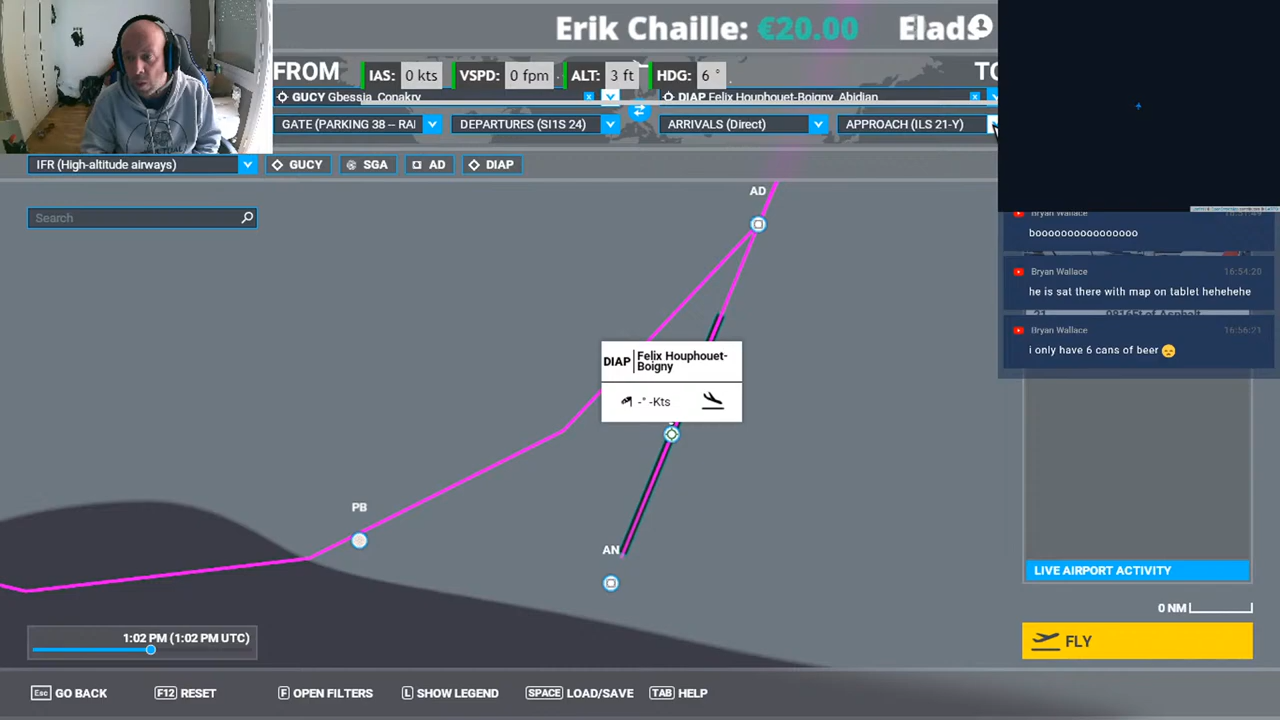 Erik Chaille: €20.00 Elads
FROM
IAS: 0 kts
VSPD: 0 fpm
ALT: 3 ft
HDG: 6 °
TO
GUCY Gbessia, Conakry
DIAP Felix Houphouet-Boigny, Abidjan
GATE (PARKING 38 -- RAI
DEPARTURES (SI1S 24)
ARRIVALS (Direct)
APPROACH (ILS 21-Y)
IFR (High-altitude airways)
GUCY
SGA
AD
DIAP
Search
AD
DIAP
Felix Houphouet-
Boigny
-° -Kts
PB
AN
Bryan Wallace
booooooooooooooo
Bryan Wallace 16:54:20
he is sat there with map on tablet hehehehe
Bryan Wallace 16:56:21
i only have 6 cans of beer 😔
LIVE AIRPORT ACTIVITY
0 NM
1:02 PM (1:02 PM UTC)
FLY
Esc GO BACK
F12 RESET
F OPEN FILTERS
L SHOW LEGEND
SPACE LOAD/SAVE
TAB HELP